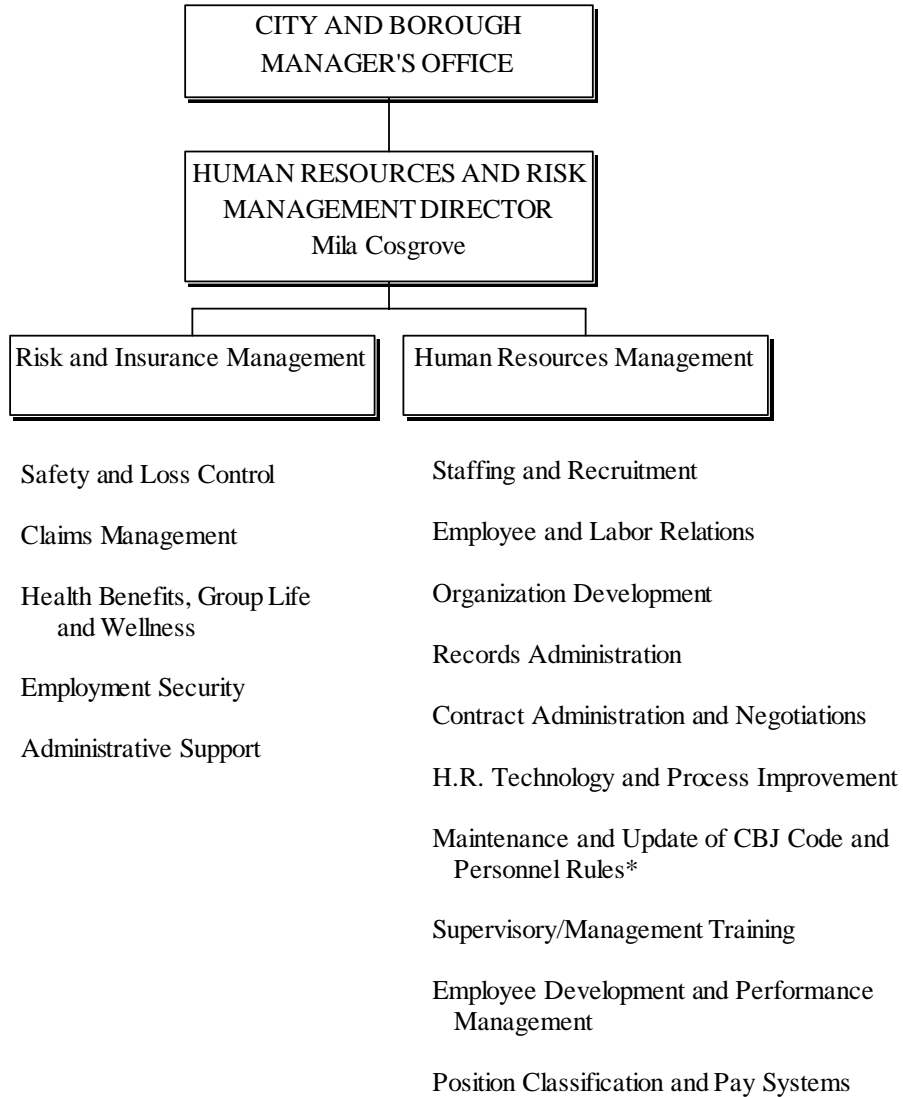 CITY AND BOROUGH
MANAGER'S OFFICE
HUMAN RESOURCES AND RISK
MANAGEMENT DIRECTOR
Mila Cosgrove
Risk and Insurance Management
Safety and Loss Control
Claims Management
Health Benefits, Group Life
and Wellness
Employment Security
Administrative Support
Human Resources Management
Staffing and Recruitment
Employee and Labor Relations
Organization Development
Records Administration
Contract Administration and Negotiations
H.R. Technology and Process Improvement
Maintenance and Update of CBJ Code and
Personnel Rules*
Supervisory/Management Training
Employee Development and Performance
Management
Position Classification and Pay Systems